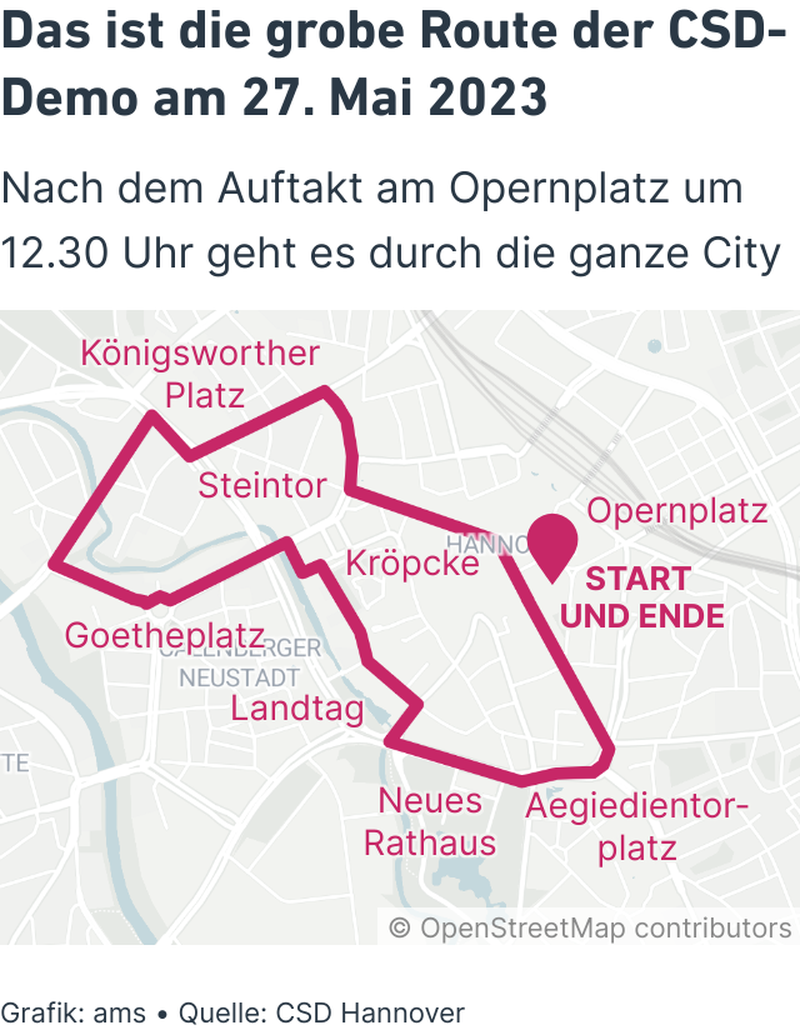 Das ist die grobe Route der CSD-
Demo am 27. Mai 2023
Nach dem Auftakt am Opernplatz um
12.30 Uhr geht es durch die ganze City
Königsworther
Platz
Steintor
Opernplatz
HANNO
Kröpcke
START
UND ENDE
Goetheplatz
NEUSTADT
Landtag
TE
Neues
Rathaus
Aegiedientor-
platz
© OpenStreetMap contributors
Grafik: ams • Quelle: CSD Hannover